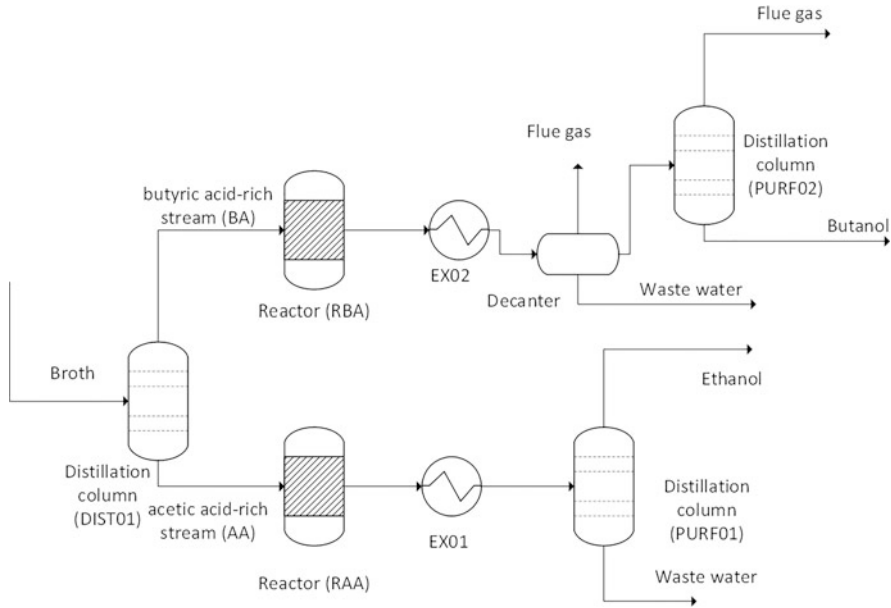 Flue gas
Flue gas
Distillation
column
(PURF02)
butyric acid-rich
stream (BA)
Butanol
EX02
Decanter
Waste water
Reactor (RBA)
Broth
Ethanol
Distillation
column
(DIST01)
acetic acid-rich
stream (AA)
EX01
Distillation
column
(PURF01)
Reactor (RAA)
Waste water